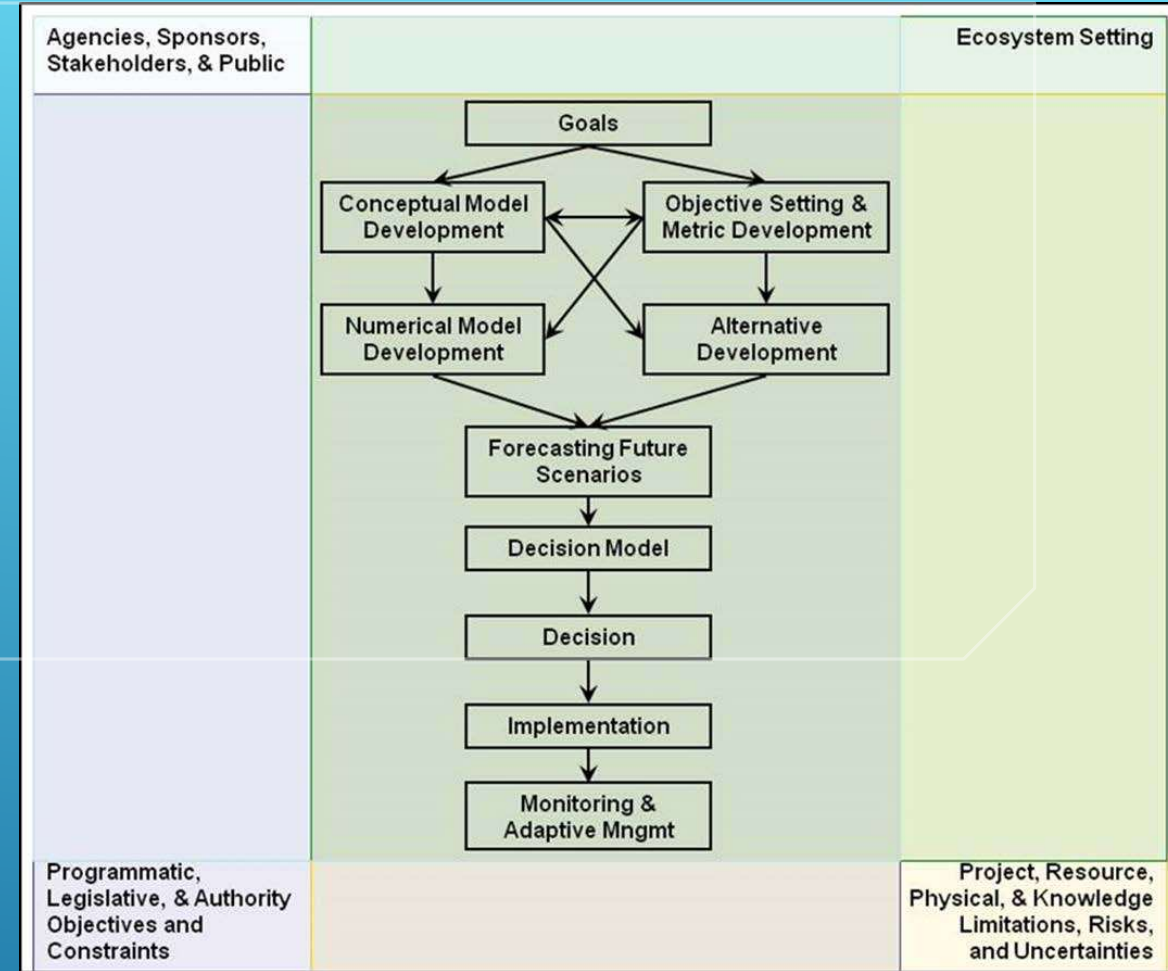 Agencies, Sponsors,
Stakeholders, & Public
Ecosystem Setting
Goals
Conceptual Model
Development
Objective Setting &
Metric Development
Numerical Model
Development
Alternative
Development
Forecasting Future
Scenarios
Decision Model
Decision
Implementation
Monitoring &
Adaptive Mngmt
Programmatic,
Legislative, & Authority
Objectives and
Constraints
Project, Resource,
Physical, & Knowledge
Limitations, Risks,
and Uncertainties